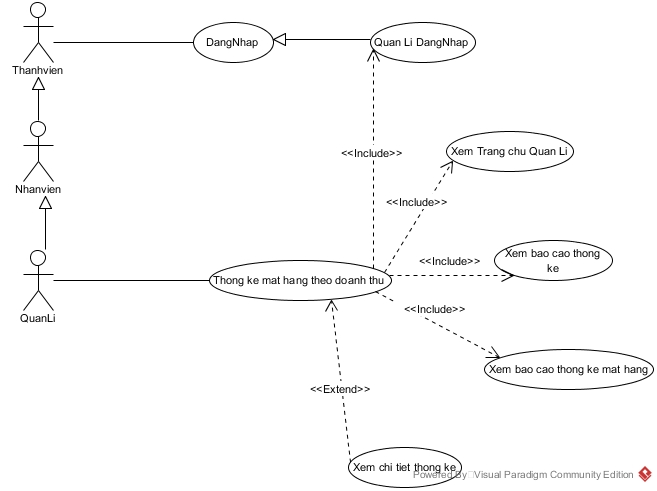 DangNhap
Quan Li DangNhap
Thanhvien
<<Include>>
Xem Trang chu Quan Li
Nhanvien
<<Include>>
Xem bao cao thong
ke
<<Include>>
Thong ke mat hang theo doanh thu
<<Include>>
QuanLi
Xem bao cao thong ke mat hang
<<Extend>>
Xem chi tiet thong ke
Powered By Visual Paradigm Community Edition